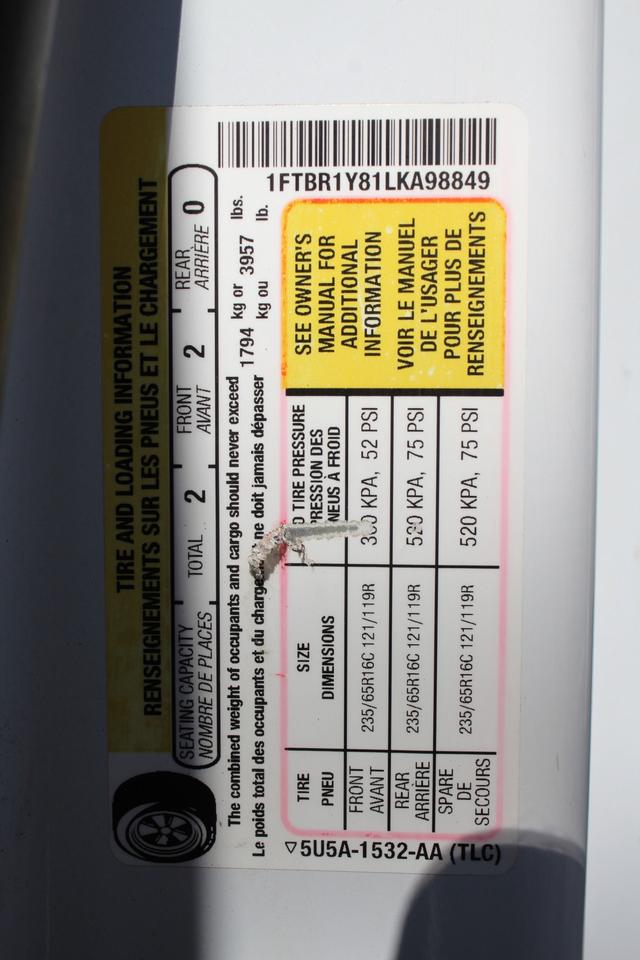 TIRE AND LOADING INFORMATION
RENSEIGNEMENTS SUR LES PNEUS ET LE CHARGEMENT
SEATING CAPACITY TOTAL 2 FRONT 2 REAR 0
NOMBRE DE PLACES AVANT ARRIÈRE
The combined weight of occupants and cargo should never exceed 1794 kg or 3957 lbs.
Le poids total des occupants et du charge ne doit jamais dépasser kg ou lb.
TIRE SIZE TIRE PRESSURE
PNEU DIMENSIONS DES
À FROID
FRONT 235/65R16C 121/119R KPA, 52 PSI
AVANT
REAR 235/65R16C 121/119R 520 KPA, 75 PSI
ARRIÈRE
SPARE 235/65R16C 121/119R 520 KPA, 75 PSI
DE
SECOURS
SEE OWNER'S
MANUAL FOR
ADDITIONAL
INFORMATION
VOIR LE MANUEL
DE L'USAGER
POUR PLUS DE
RENSEIGNEMENTS
1FTBR1Y81LKA98849
▽5U5A-1532-AA (TLC)